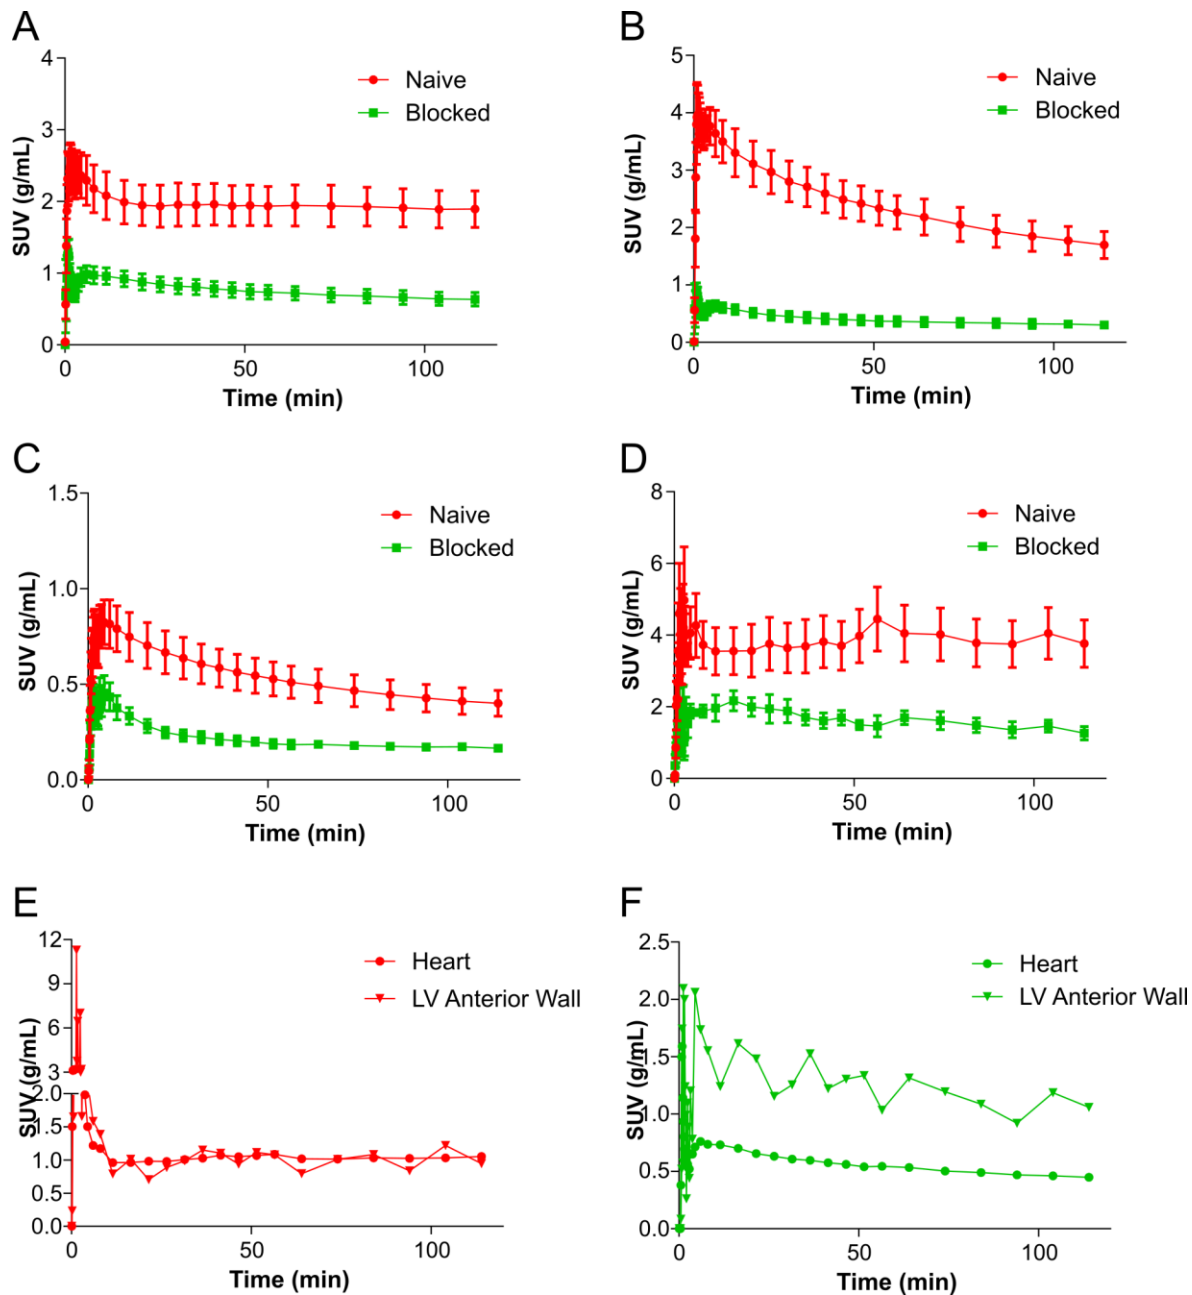 A
SUV (g/mL)
4
3
2
1
0
0
50
100
Time (min)
Naive
Blocked
B
SUV (g/mL)
5
4
3
2
1
0
0
50
100
Time (min)
Naive
Blocked
C
SUV (g/mL)
1.5
1.0
0.5
0.0
0
50
100
Time (min)
Naive
Blocked
D
SUV (g/mL)
8
6
4
2
0
0
50
100
Time (min)
Naive
Blocked
E
SUV (g/mL)
12
9
6
3
2.0
1.5
1.0
0.5
0.0
0
50
100
Time (min)
Heart
LV Anterior Wall
F
SUV (g/mL)
2.5
2.0
1.5
1.0
0.5
0.0
0
50
100
Time (min)
Heart
LV Anterior Wall